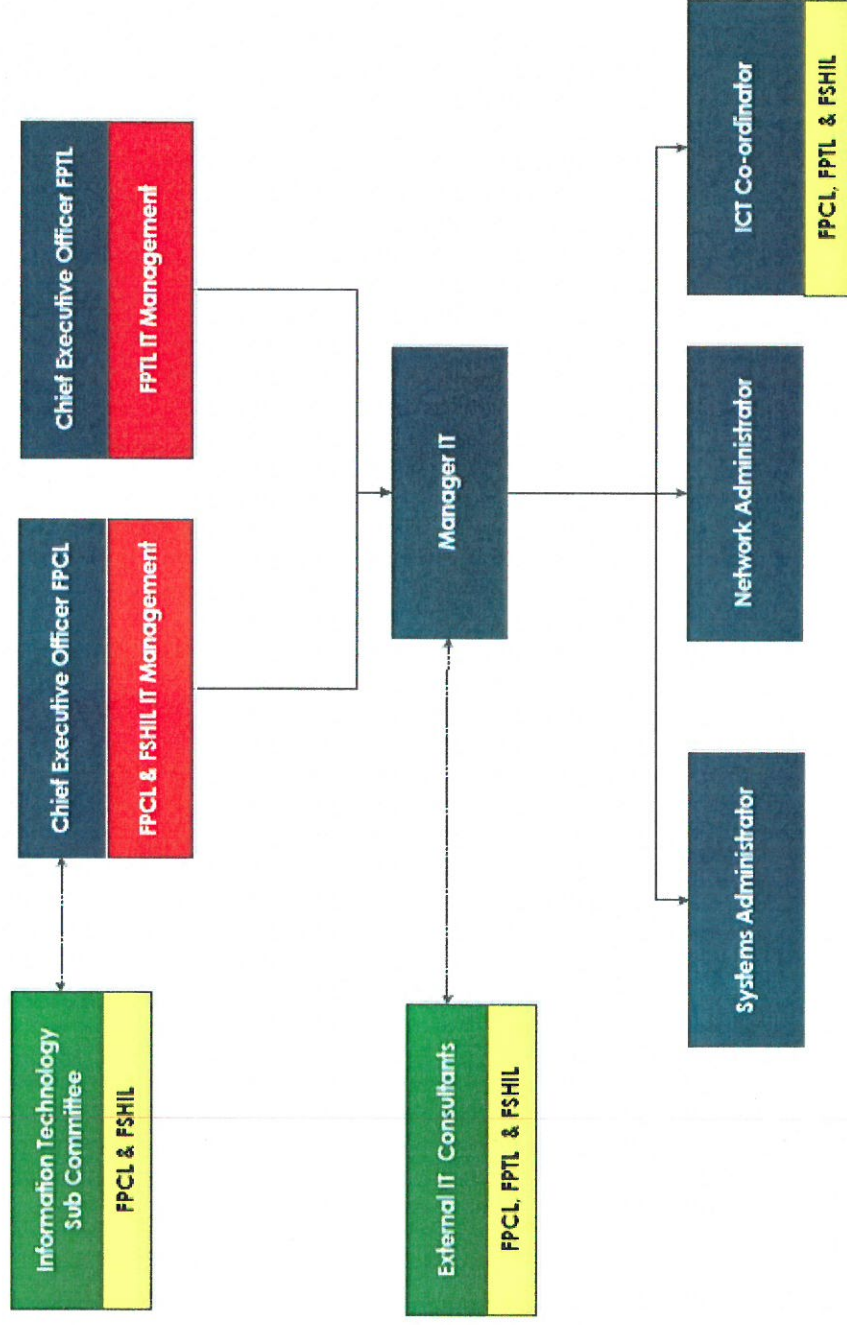 Information Technology
Sub Committee
FPCL & FSHIL
Chief Executive Officer FPCL
FPCL & FSHIL IT Management
Chief Executive Officer FPTL
FPTL IT Management
External IT Consultants
FPCL, FPTL & FSHIL
Manager IT
Systems Administrator
Network Administrator
ICT Co-ordinator
FPCL, FPTL & FSHIL